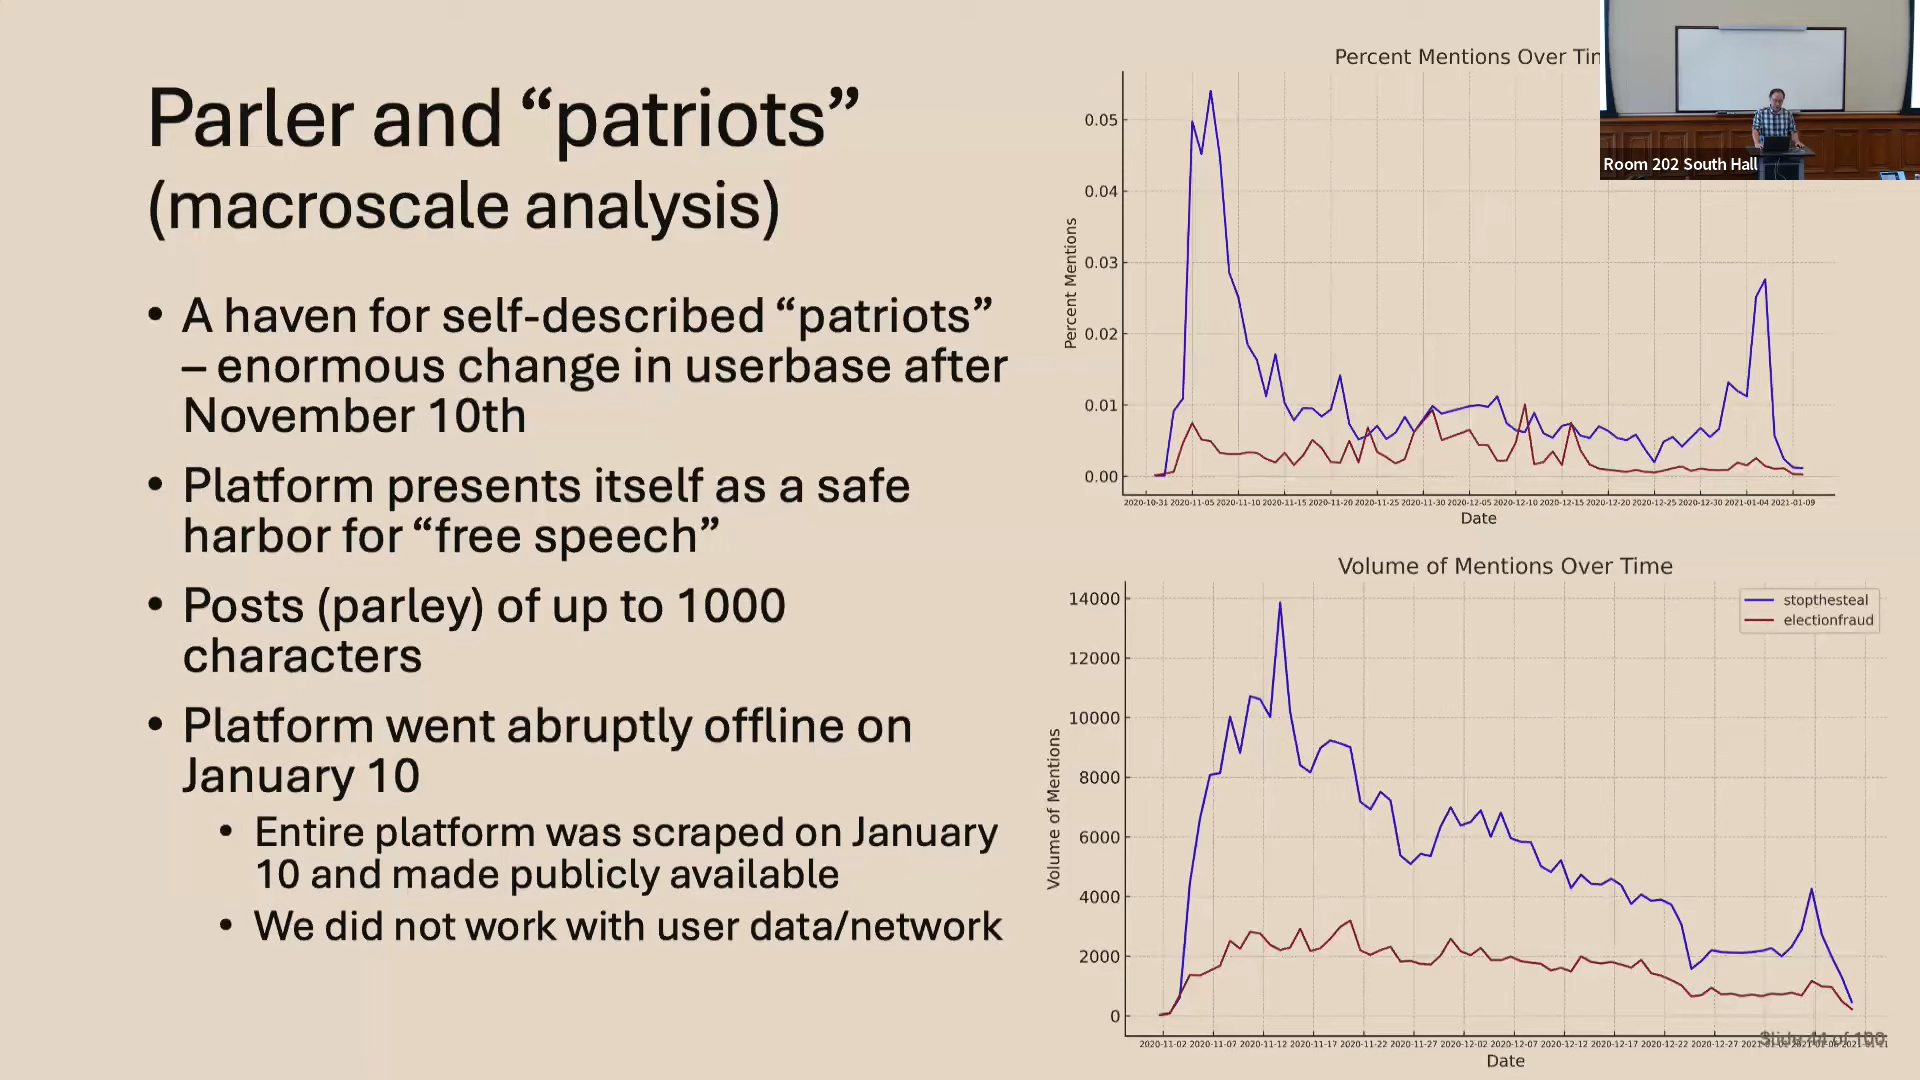 Parler and “patriots”
(macroscale analysis)
• A haven for self-described “patriots”
– enormous change in userbase after
November 10th
• Platform presents itself as a safe
harbor for “free speech”
• Posts (parley) of up to 1000
characters
• Platform went abruptly offline on
January 10
• Entire platform was scraped on January
10 and made publicly available
• We did not work with user data/network
Percent Mentions Over
Percent Mentions
0.05
0.04
0.03
0.02
0.01
0.00
2020-10-31 2020-11-05 2020-11-10 2020-11-15 2020-11-20 2020-11-25 2020-11-30 2020-12-05 2020-12-10 2020-12-15 2020-12-20 2020-12-25 2020-12-30 2021-01-04 2021-01-09
Date
Room 202 South Hall
Volume of Mentions Over Time
stopthesteal
electionfraud
Volume of Mentions
14000
12000
10000
8000
6000
4000
2000
0
2020-11-02 2020-11-07 2020-11-12 2020-11-17 2020-11-22 2020-11-27 2020-12-02 2020-12-07 2020-12-12 2020-12-17 2020-12-22 2020-12-27
Date